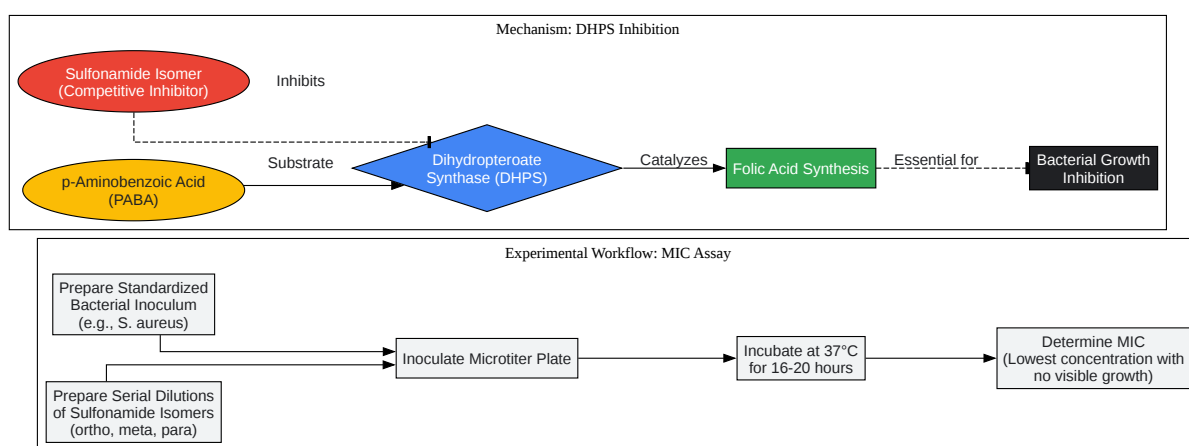 Mechanism: DHPS Inhibition
Sulfonamide Isomer
(Competitive Inhibitor)
Inhibits
p-Aminobenzoic Acid
(PABA)
Substrate
Dihydropteroate
Synthase (DHPS)
Catalyzes
Folic Acid Synthesis
Essential for
Bacterial Growth
Inhibition
Experimental Workflow: MIC Assay
Prepare Standardized
Bacterial Inoculum
(e.g., S. aureus)
Prepare Serial Dilutions
of Sulfonamide Isomers
(ortho, meta, para)
Inoculate Microtiter Plate
Incubate at 37°C
for 16-20 hours
Determine MIC
(Lowest concentration with
no visible growth)